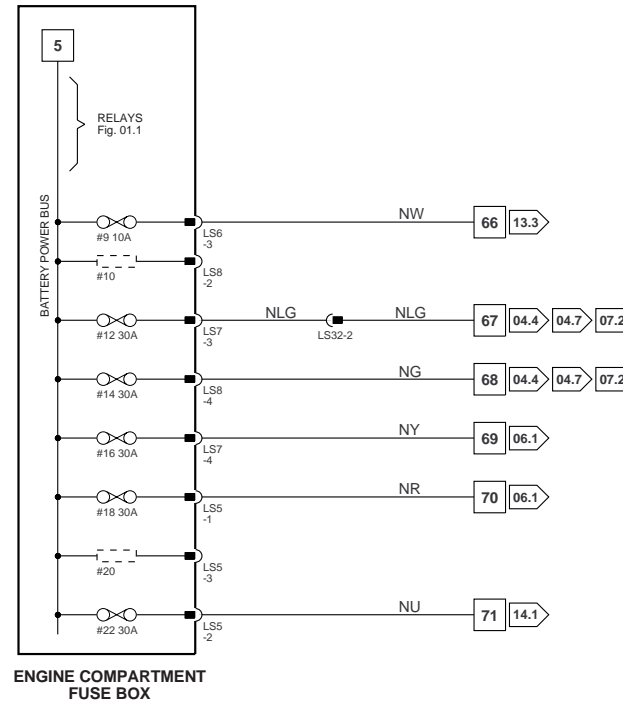 5
RELAYS
Fig. 01.1
BATTERY POWER BUS
#9 10A
LS6
-3
NW
66 13.3
#10
LS8
-2
#12 30A
LS7
-3
NLG
LS32-2
NLG
67 04.4 04.7 07.2
#14 30A
LS8
-4
NG
68 04.4 04.7 07.2
#16 30A
LS7
-4
NY
69 06.1
#18 30A
LS5
-1
NR
70 06.1
#20
LS5
-3
#22 30A
LS5
-2
NU
71 14.1
ENGINE COMPARTMENT
FUSE BOX